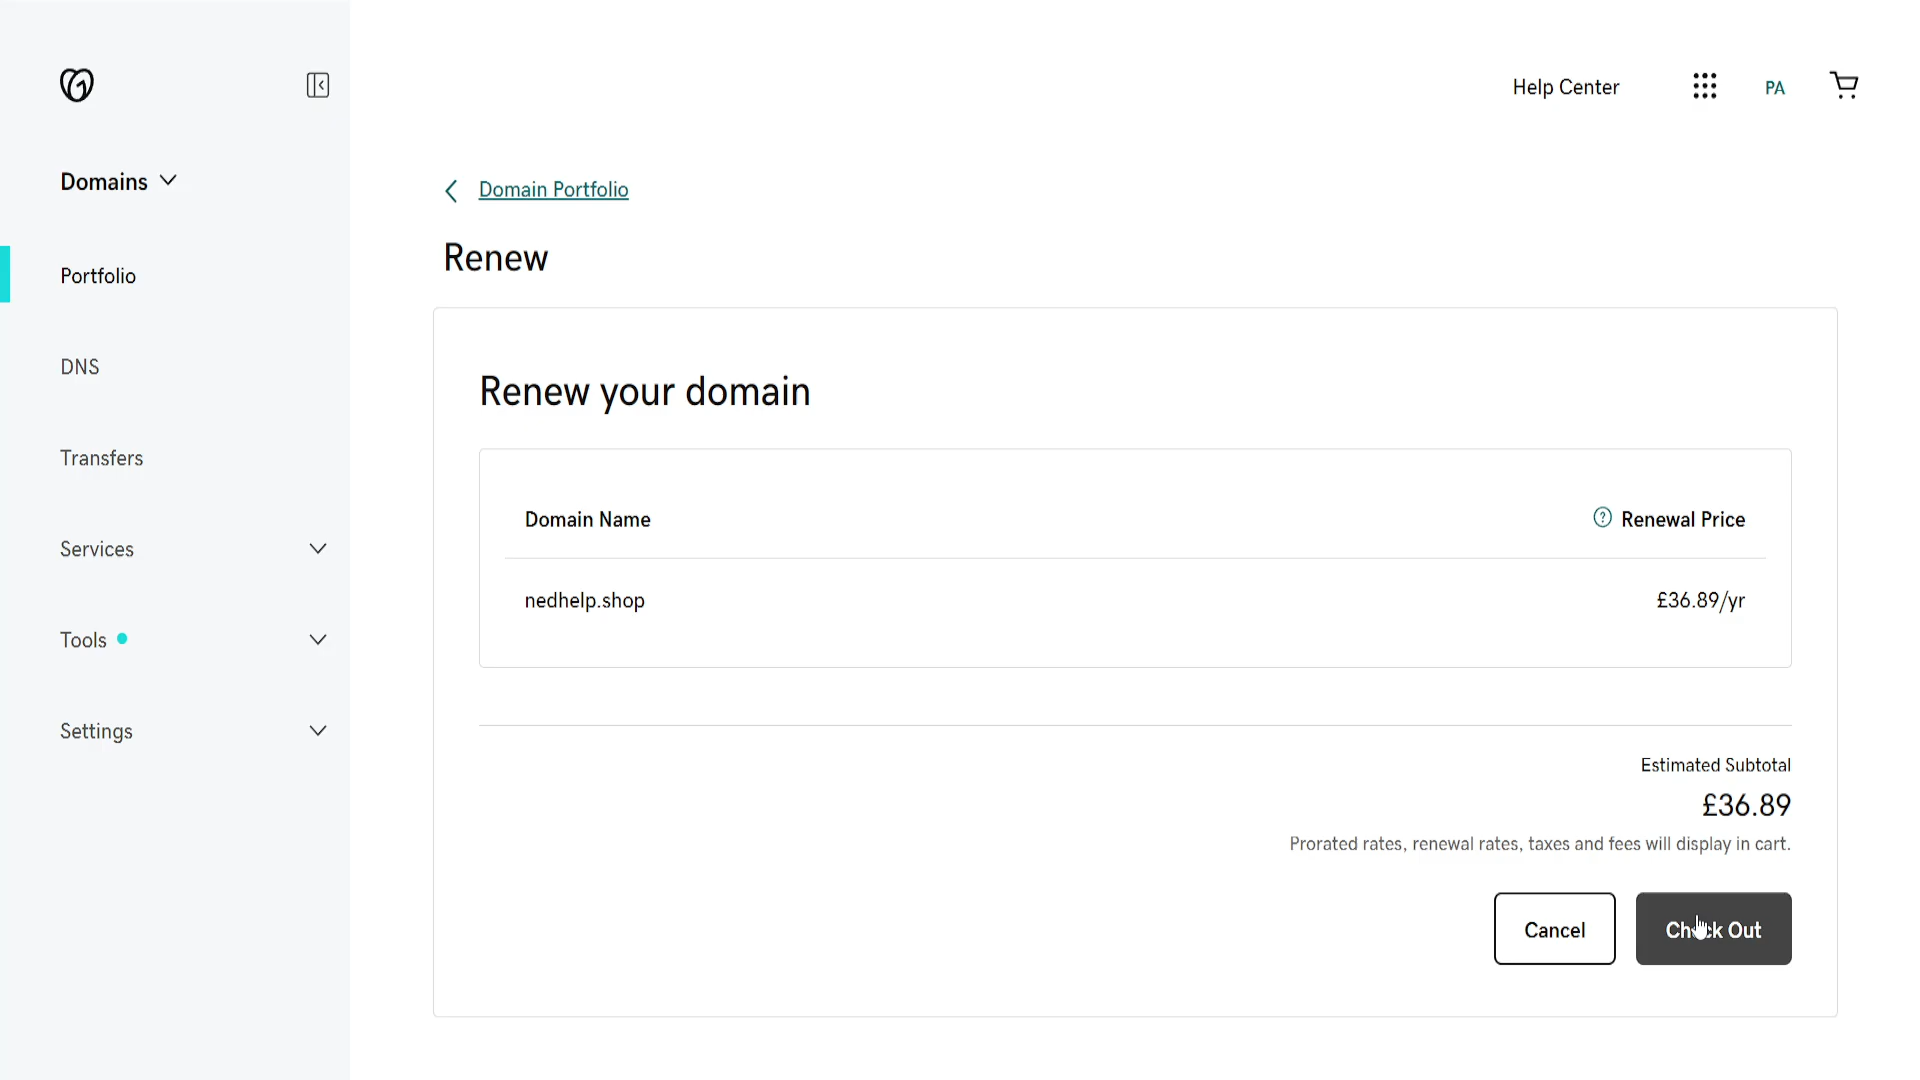 Help Center
PA
Domains
Portfolio
DNS
Transfers
Services
Tools
Settings
Domain Portfolio
Renew
Renew your domain
Domain Name
? Renewal Price
nedhelp.shop
£36.89/yr
Estimated Subtotal
£36.89
Prorated rates, renewal rates, taxes and fees will display in cart.
Cancel
Check Out